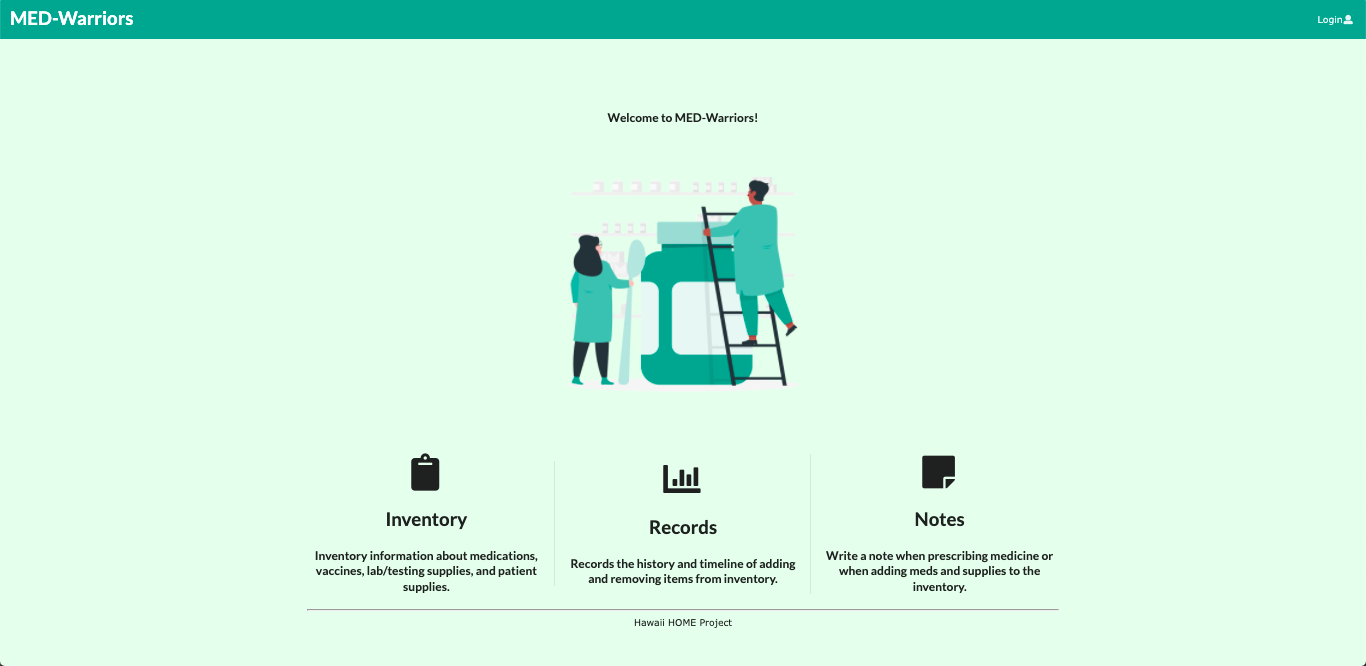 MED-Warriors
Login
Welcome to MED-Warriors!
Inventory
Inventory information about medications,
vaccines, lab/testing supplies, and patient
supplies.
Records
Records the history and timeline of adding
and removing items from inventory.
Notes
Write a note when prescribing medicine or
when adding meds and supplies to the
inventory.
Hawaii HOME Project